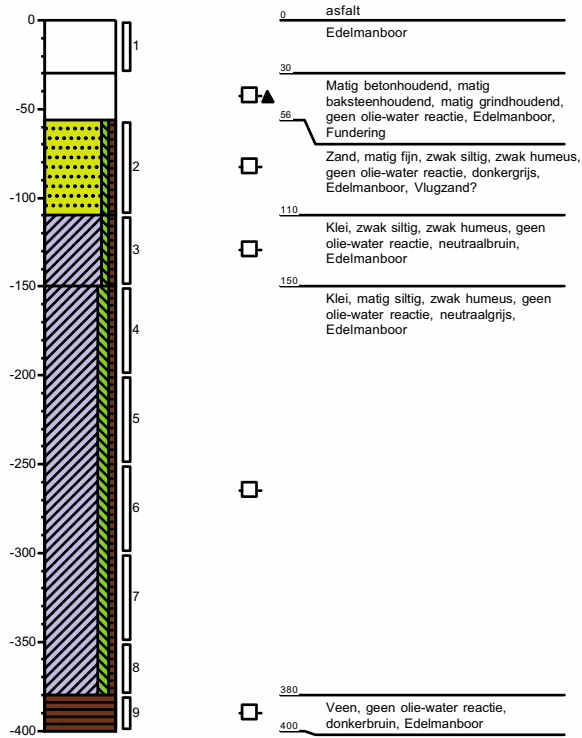 0
asfalt
Edelmanboor
1
30
Matig betonhoudend, matig
baksteenhoudend, matig grindhoudend,
geen olie-water reactie, Edelmanboor,
Fundering
-50
56
Zand, matig fijn, zwak siltig, zwak humeus,
geen olie-water reactie, donkergrijs,
Edelmanboor, Vlugzand?
2
-100
110
Klei, zwak siltig, zwak humeus, geen
olie-water reactie, neutraalbruin,
Edelmanboor
3
-150
150
Klei, matig siltig, zwak humeus, geen
olie-water reactie, neutraalgrijs,
Edelmanboor
4
-200
5
-250
6
-300
7
-350
8
380
Veen, geen olie-water reactie,
donkerbruin, Edelmanboor
9
-400
400
0